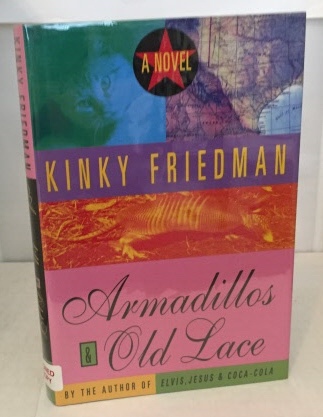 A NOVEL
KINKY FRIEDMAN
Armadillos
& Old Lace
BY THE AUTHOR OF ELVIS, JESUS & COCA-COLA
KINKY FRIEDMAN